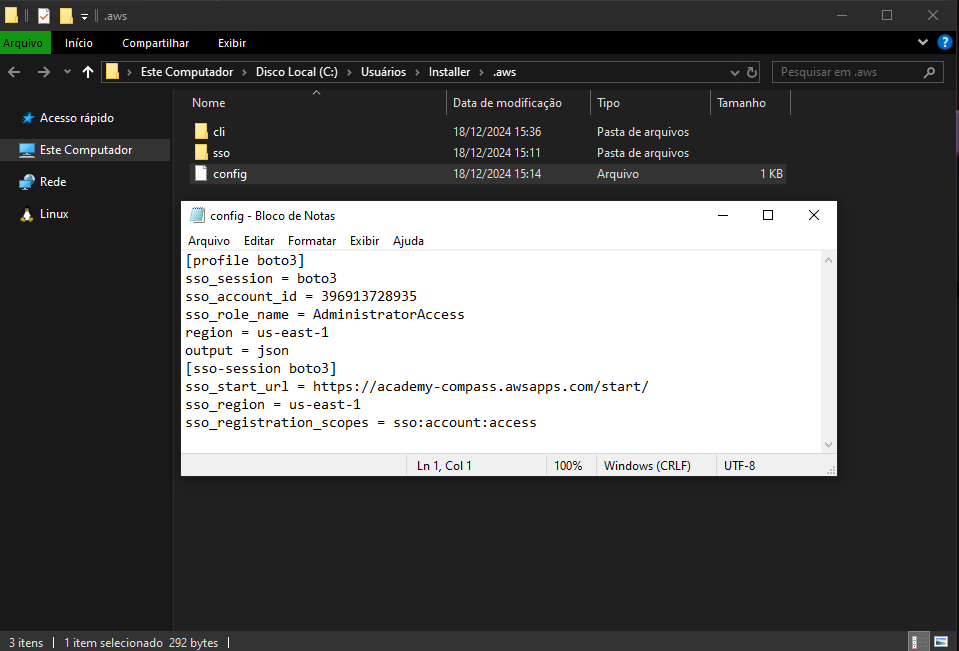 .aws
Arquivo Início Compartilhar Exibir
Este Computador Disco Local (C:) Usuários Installer .aws Pesquisar em .aws
Nome Data de modificação Tipo Tamanho
Acesso rápido
Este Computador
Rede
Linux
cli 18/12/2024 15:36 Pasta de arquivos
sso 18/12/2024 15:11 Pasta de arquivos
config 18/12/2024 15:14 Arquivo 1 KB
config - Bloco de Notas
Arquivo Editar Formatar Exibir Ajuda
[profile boto3]
sso_session = boto3
sso_account_id = 396913728935
sso_role_name = AdministratorAccess
region = us-east-1
output = json
[sso-session boto3]
sso_start_url = https://academy-compass.awsapps.com/start/
sso_region = us-east-1
sso_registration_scopes = sso:account:access
Ln 1, Col 1 100% Windows (CRLF) UTF-8
3 itens 1 item selecionado 292 bytes